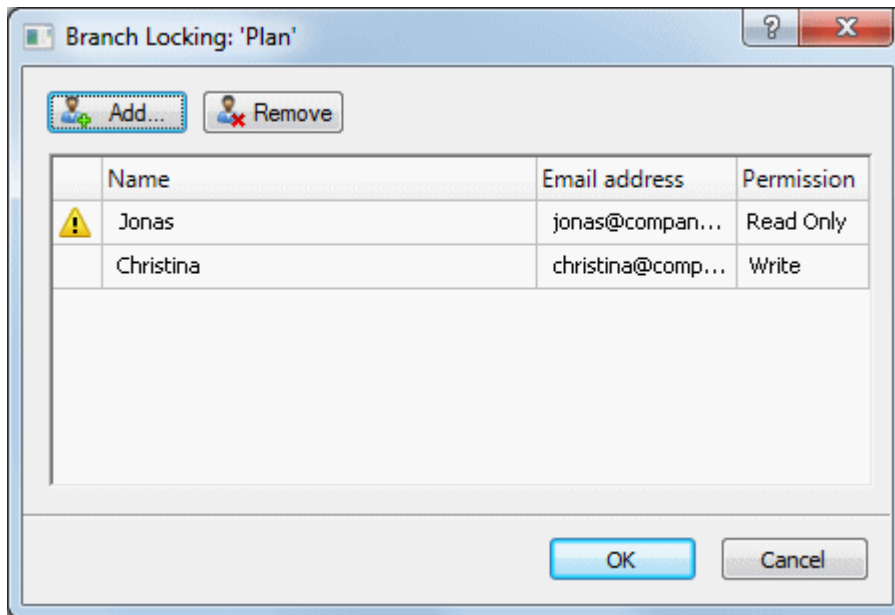 Branch Locking: 'Plan'
?
Add... Remove
Name Email address Permission
Jonas jonas@compan... Read Only
Christina christina@comp... Write
OK Cancel